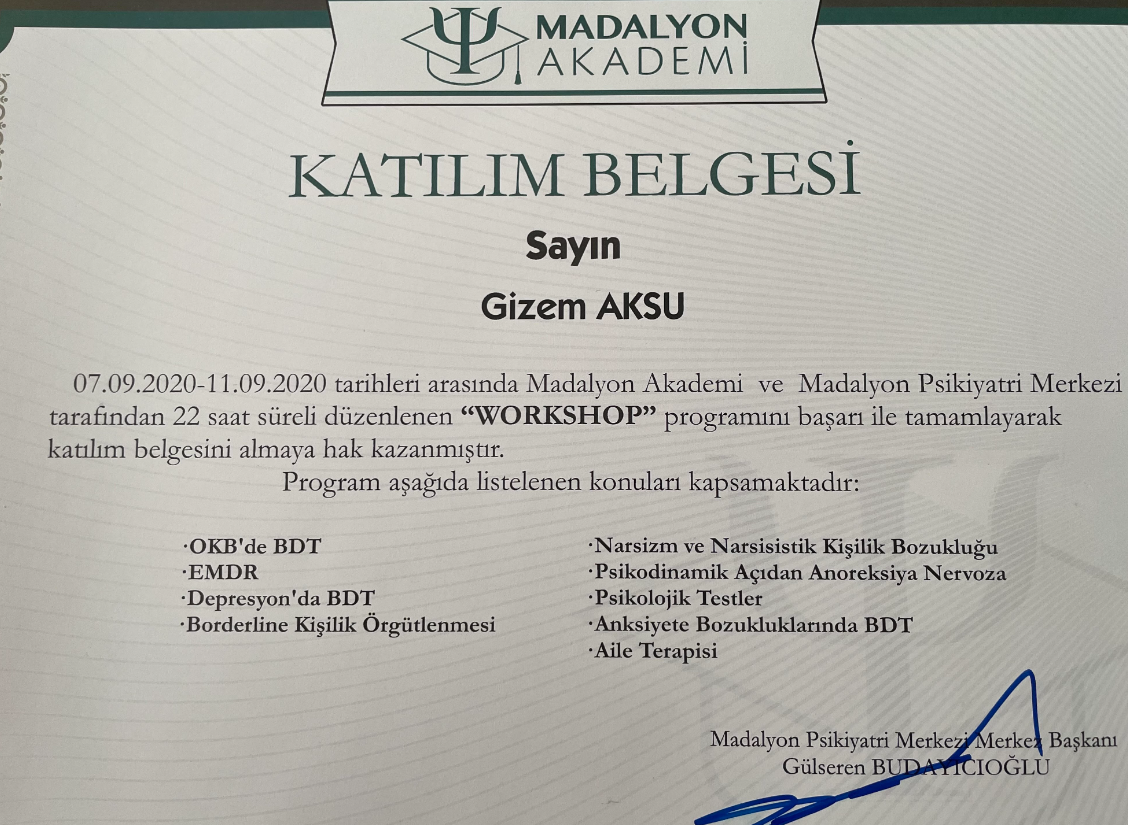 MADALYON
AKADEMİ
KATILIM BELGESİ
Sayın
Gizem AKSU
07.09.2020-11.09.2020 tarihleri arasında Madalyon Akademi ve Madalyon Psikiyatri Merkezi
tarafından 22 saat süreli düzenlenen “WORKSHOP” programını başarı ile tamamlayarak
katılım belgesini almaya hak kazanmıştır.
Program aşağıda listelenen konuları kapsamaktadır:
·OKB'de BDT
·EMDR
·Depresyon'da BDT
·Borderline Kişilik Örgütlenmesi
·Narsizm ve Narsisistik Kişilik Bozukluğu
·Psikodinamik Açıdan Anoreksiya Nervoza
·Psikolojik Testler
·Anksiyete Bozukluklarında BDT
·Aile Terapisi
Madalyon Psikiyatri Merkezi Merkez Başkanı
Gülseren BUDAYICIOĞLU